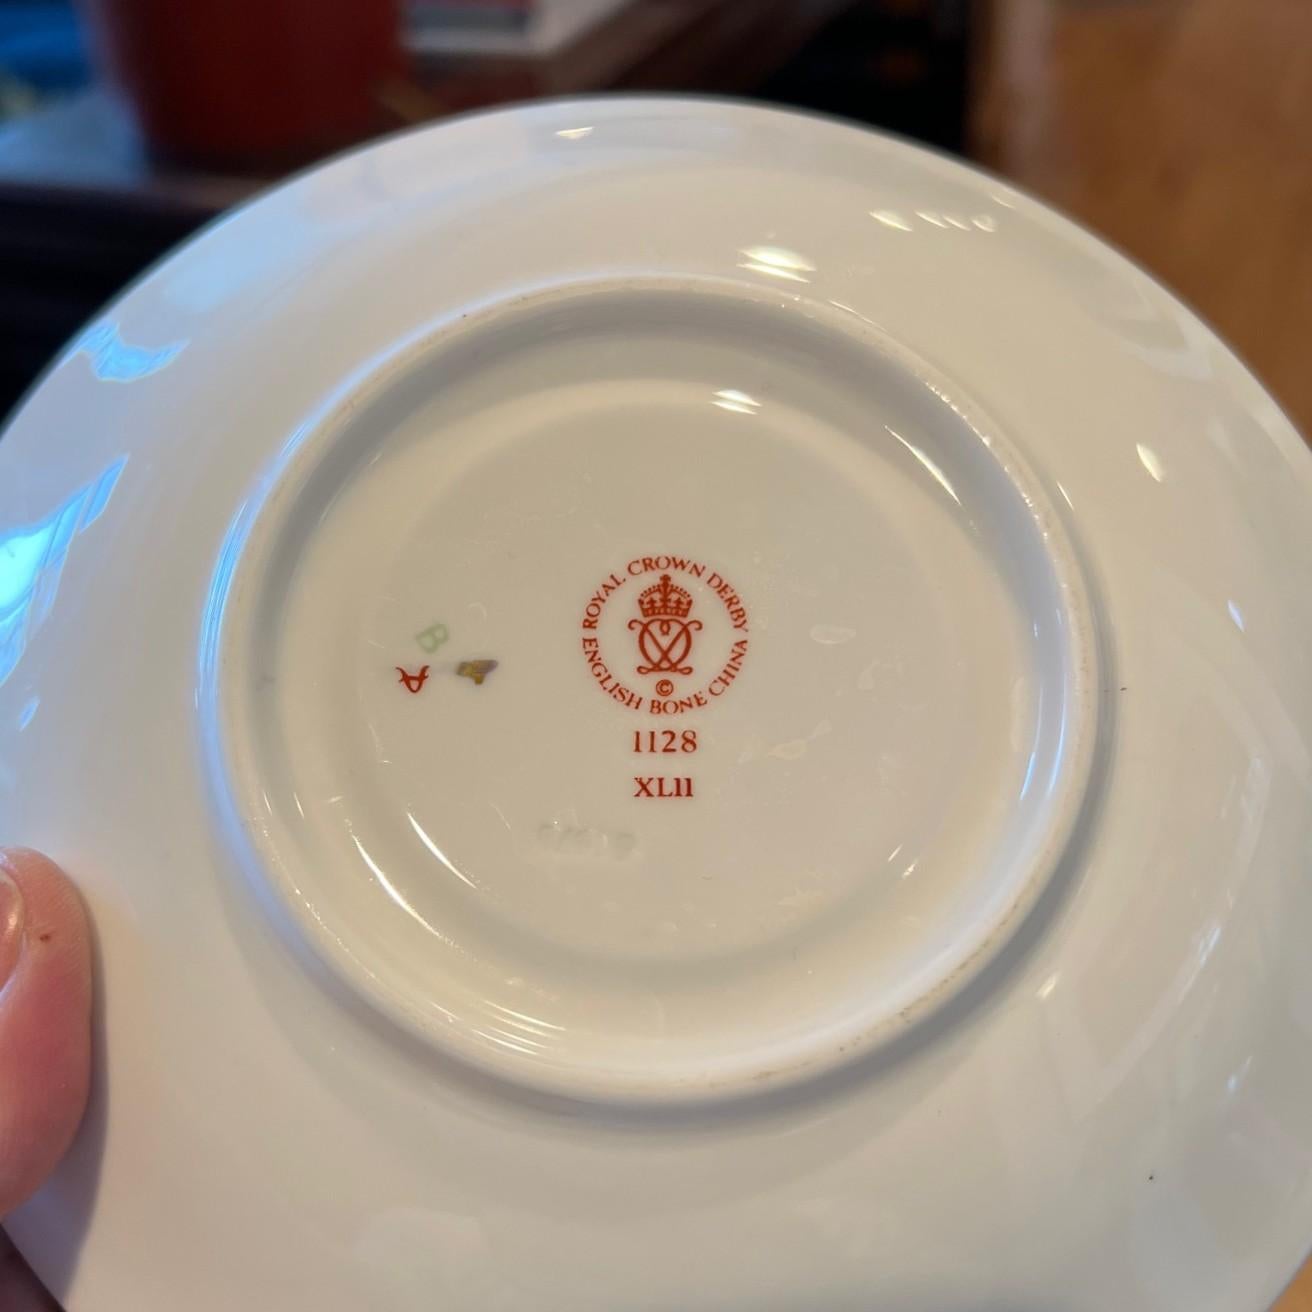 ROYAL CROWN DERBY
ENGLISH BONE CHINA
©
1128
XLII
B
A